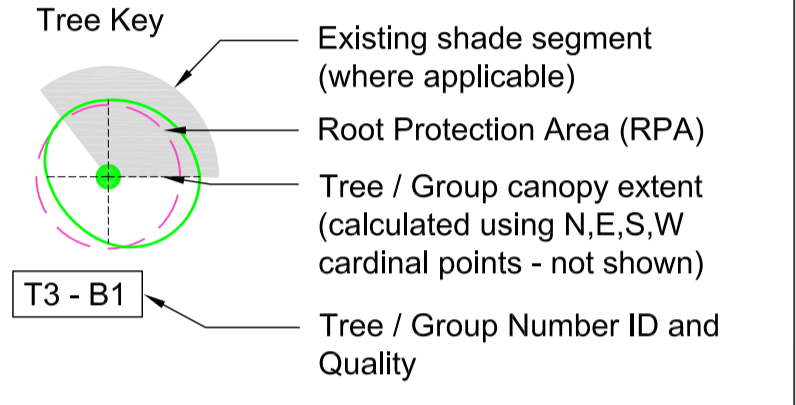 Tree Key
Existing shade segment
(where applicable)
Root Protection Area (RPA)
Tree / Group canopy extent
(calculated using N,E,S,W
cardinal points - not shown)
T3 - B1
Tree / Group Number ID and
Quality